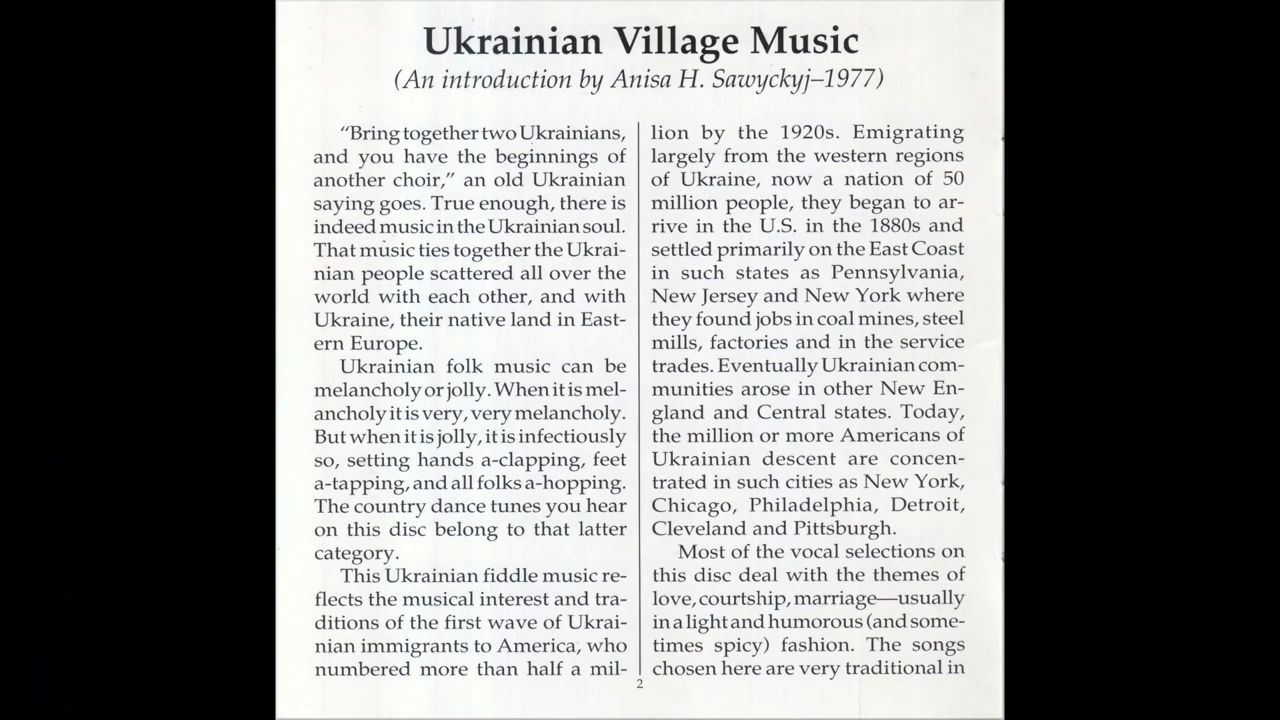 Ukrainian Village Music
(An introduction by Anisa H. Sawyckyj–1977)
“Bring together two Ukrainians,
and you have the beginnings of
another choir,” an old Ukrainian
saying goes. True enough, there is
indeed music in the Ukrainian soul.
That music ties together the Ukrai-
nian people scattered all over the
world with each other, and with
Ukraine, their native land in East-
ern Europe.
Ukrainian folk music can be
melancholy or jolly. When it is mel-
ancholy it is very, very melancholy.
But when it is jolly, it is infectiously
so, setting hands a-clapping, feet
a-tapping, and all folks a-hopping.
The country dance tunes you hear
on this disc belong to that latter
category.
This Ukrainian fiddle music re-
flects the musical interest and tra-
ditions of the first wave of Ukrai-
nian immigrants to America, who
numbered more than half a mil-
lion by the 1920s. Emigrating
largely from the western regions
of Ukraine, now a nation of 50
million people, they began to ar-
rive in the U.S. in the 1880s and
settled primarily on the East Coast
in such states as Pennsylvania,
New Jersey and New York where
they found jobs in coal mines, steel
mills, factories and in the service
trades. Eventually Ukrainian com-
munities arose in other New En-
gland and Central states. Today,
the million or more Americans of
Ukrainian descent are concen-
trated in such cities as New York,
Chicago, Philadelphia, Detroit,
Cleveland and Pittsburgh.
Most of the vocal selections on
this disc deal with the themes of
love, courtship, marriage—usually
in a light and humorous (and some-
times spicy) fashion. The songs
chosen here are very traditional in
2